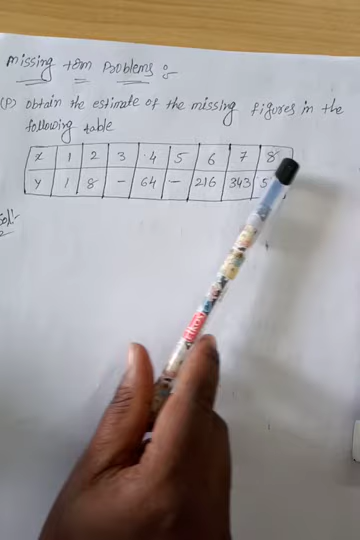 Missing term Problems :-
(P) Obtain the estimate of the missing figures in the
following table
x 1 2 3 4 5 6 7 8
y 1 8 - 64 - 216 343 5
Sol:-